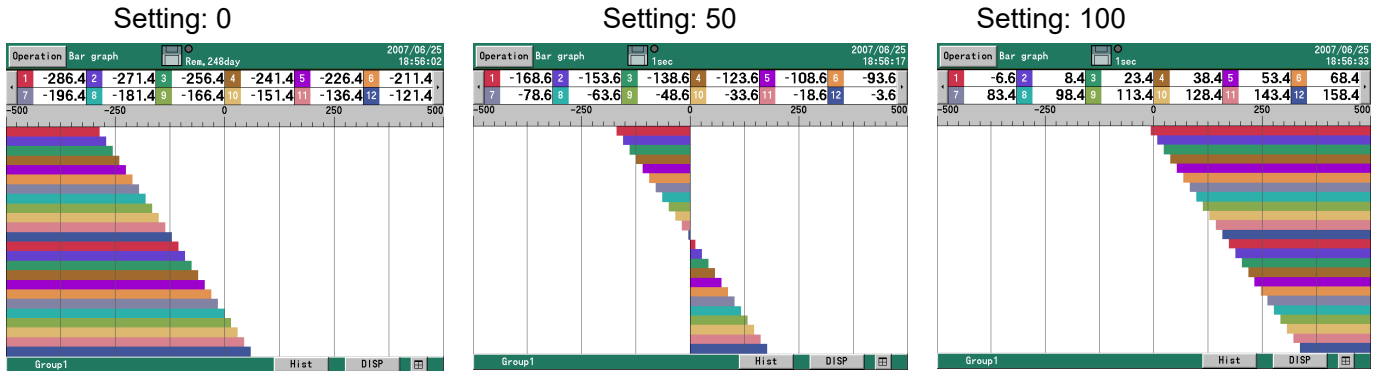 Setting: 0
Operation Bar graph Rem.248day 2007/06/25 18:56:02
1 -286.4 2 -271.4 3 -256.4 4 -241.4 5 -226.4 6 -211.4
7 -196.4 8 -181.4 9 -166.4 10 -151.4 11 -136.4 12 -121.4
-500 -250 0 250 500
Group1 Hist DISP
Setting: 50
Operation Bar graph 1sec 2007/06/25 18:56:17
1 -168.6 2 -153.6 3 -138.6 4 -123.6 5 -108.6 6 -93.6
7 -78.6 8 -63.6 9 -48.6 10 -33.6 11 -18.6 12 -3.6
-500 -250 0 250 500
Group1 Hist DISP
Setting: 100
Operation Bar graph 1sec 2007/06/25 18:56:33
1 -6.6 2 8.4 3 23.4 4 38.4 5 53.4 6 68.4
7 83.4 8 98.4 9 113.4 10 128.4 11 143.4 12 158.4
-500 -250 0 250 500
Group1 Hist DISP